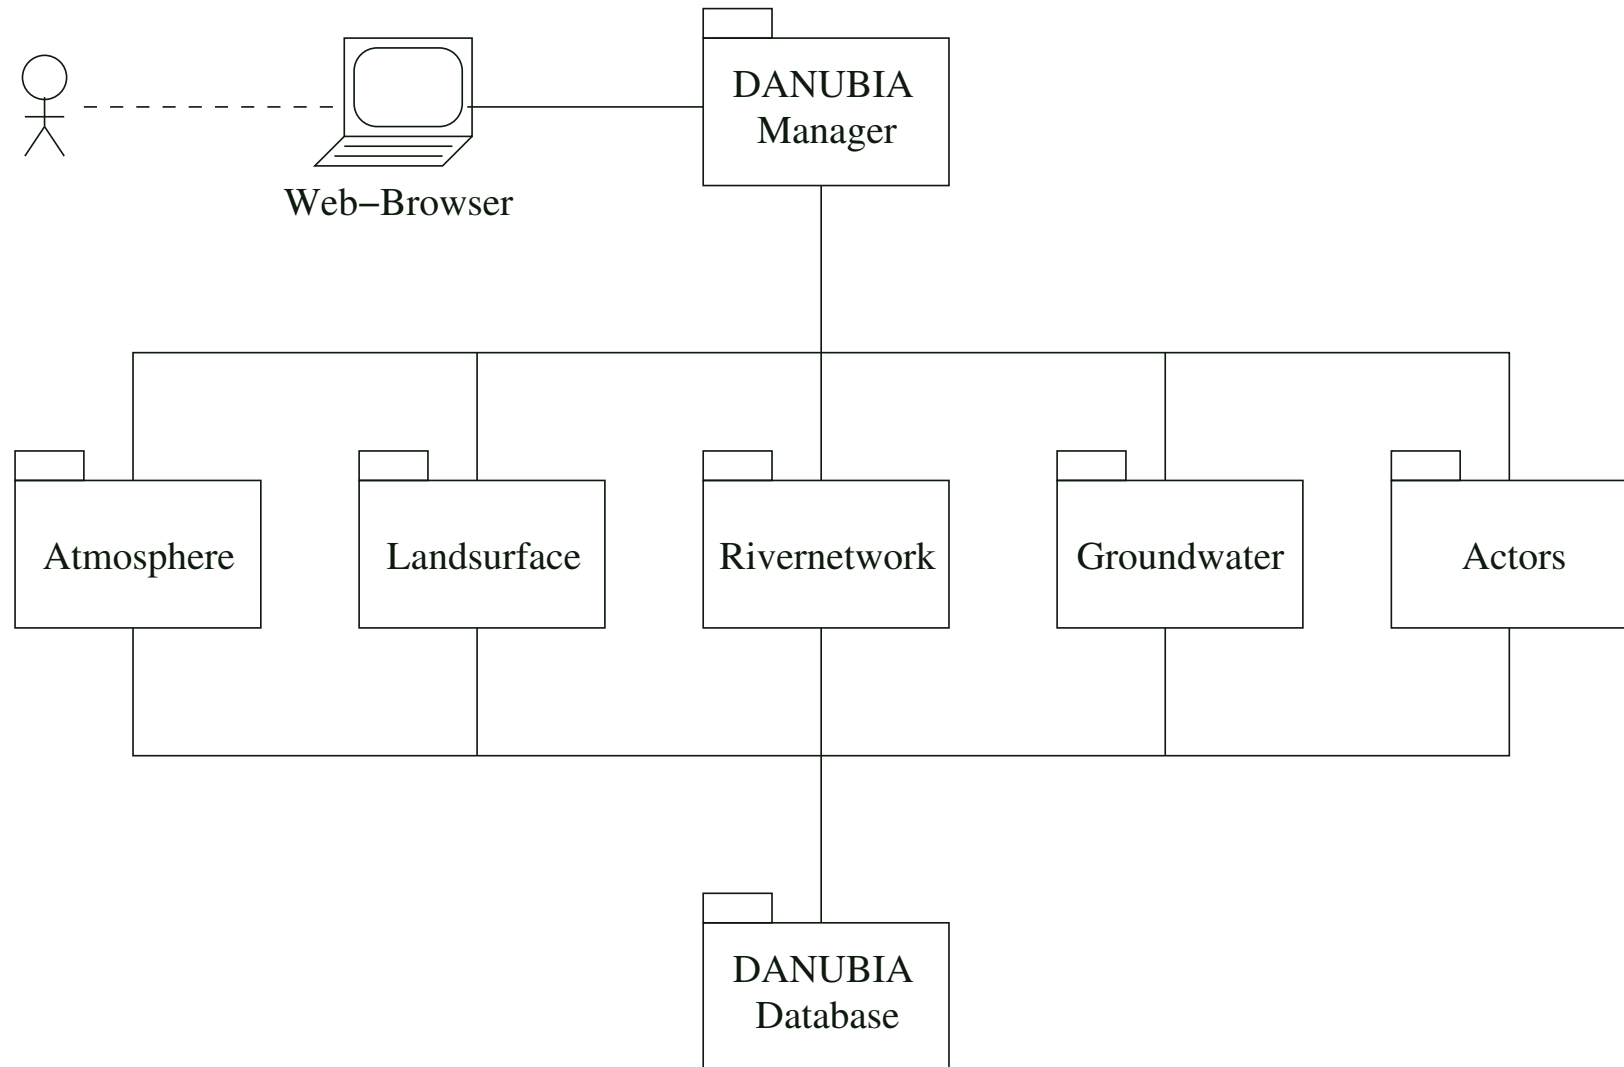 DANUBIA
Manager
Web−Browser
Atmosphere
Landsurface
Rivernetwork
Groundwater
Actors
DANUBIA
Database